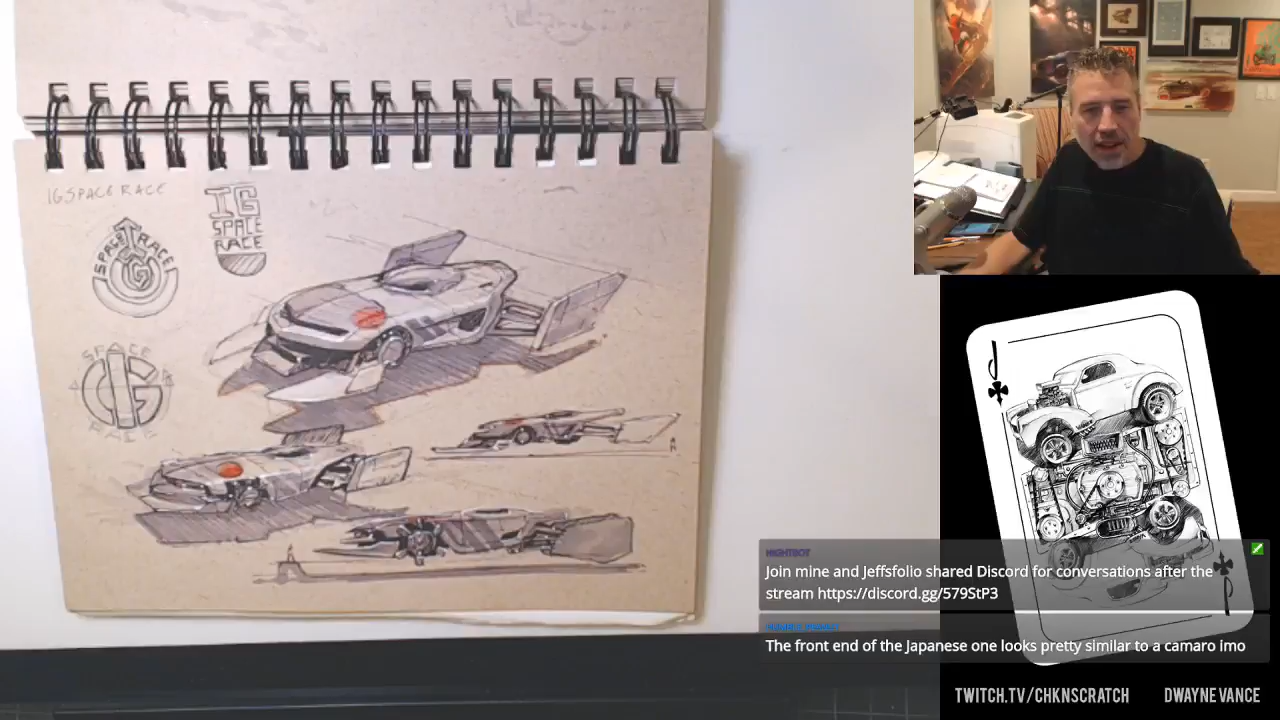 IG SPACE RACE
SPACE RACE
IG
IG
SPACE
RACE
SPACE
IG
RACE
J
J
NIGHTBOT
Join mine and Jeffsfolio shared Discord for conversations after the
stream https://discord.gg/579StP3
The front end of the Japanese one looks pretty similar to a camaro imo
TWITCH.TV/CHKNSCRATCH
DWAYNE VANCE